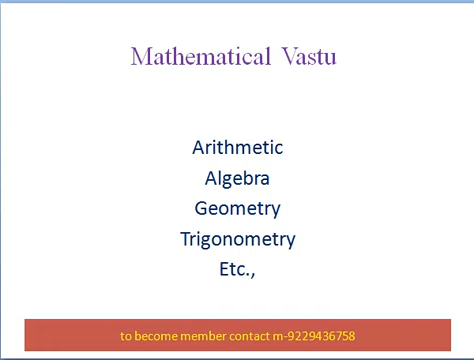 Mathematical Vastu
Arithmetic
Algebra
Geometry
Trigonometry
Etc.,
to become member contact m-9229436758